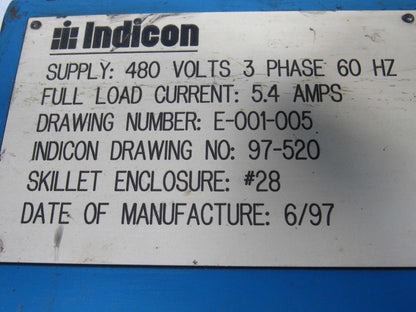 Indicon
SUPPLY: 480 VOLTS 3 PHASE 60 HZ
FULL LOAD CURRENT: 5.4 AMPS
DRAWING NUMBER: E-001-005
INDICON DRAWING NO: 97-520
SKILLET ENCLOSURE: #28
DATE OF MANUFACTURE: 6/97